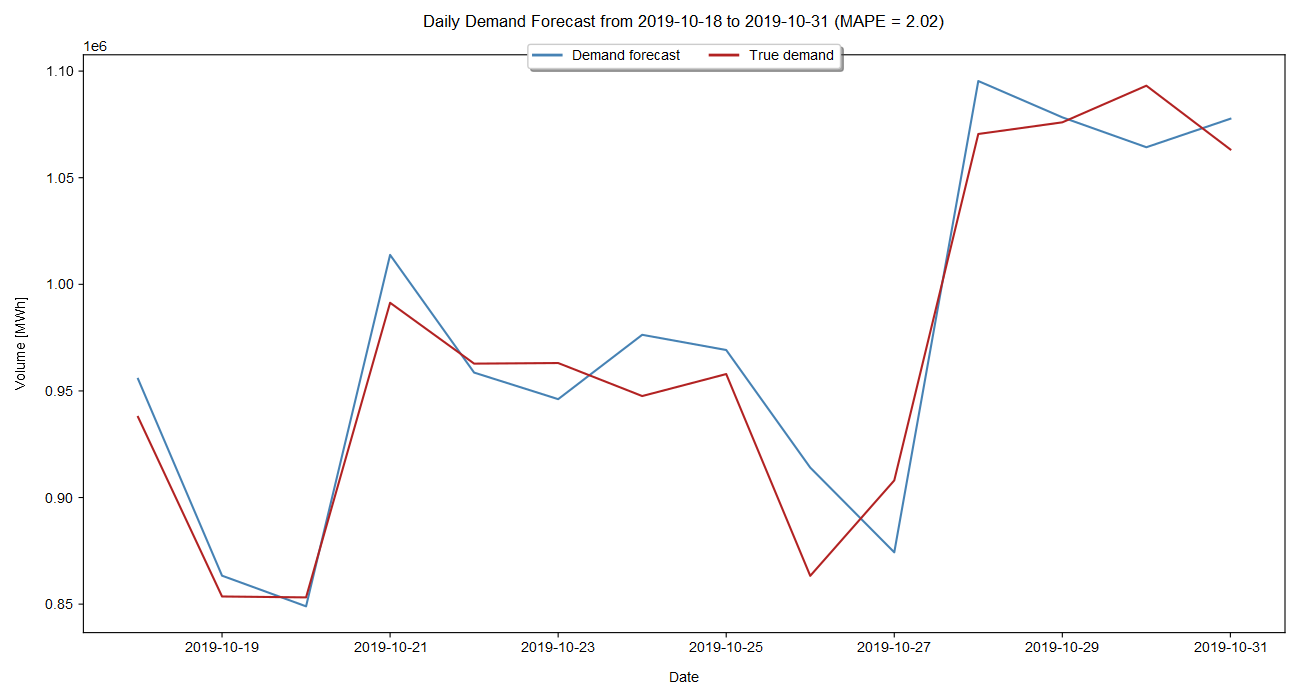 Daily Demand Forecast from 2019-10-18 to 2019-10-31 (MAPE = 2.02)
1e6
Demand forecast True demand
1.10
1.05
1.00
0.95
0.90
0.85
Volume [MWh]
2019-10-19 2019-10-21 2019-10-23 2019-10-25 2019-10-27 2019-10-29 2019-10-31
Date